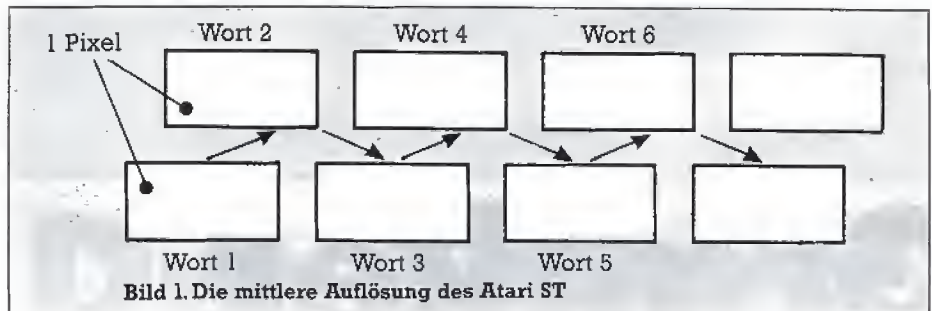 1 Pixel
Wort 2 Wort 4 Wort 6
Wort 1 Wort 3 Wort 5
Bild 1. Die mittlere Auflösung des Atari ST